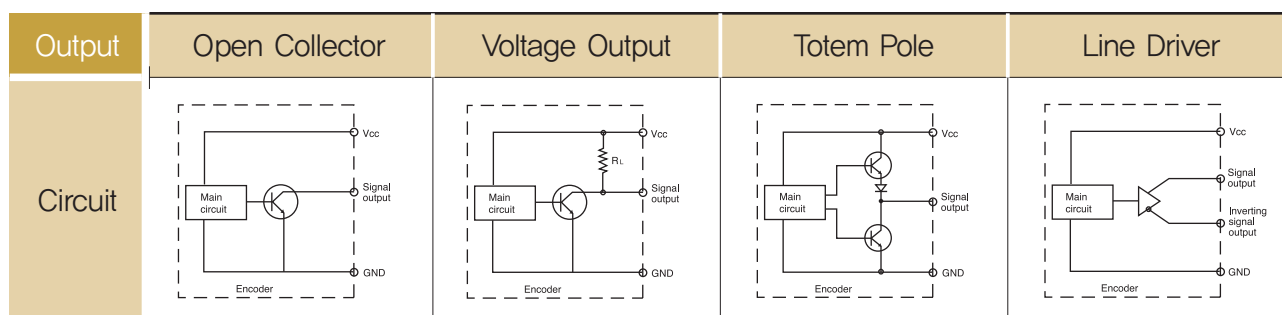 Output
Open Collector
Voltage Output
Totem Pole
Line Driver
Circuit
Vcc
Main
circuit
Signal
output
GND
Encoder
Vcc
RL
Main
circuit
Signal
output
GND
Encoder
Vcc
Main
circuit
Signal
output
GND
Encoder
Vcc
Main
circuit
Signal
output
Inverting
signal
output
GND
Encoder